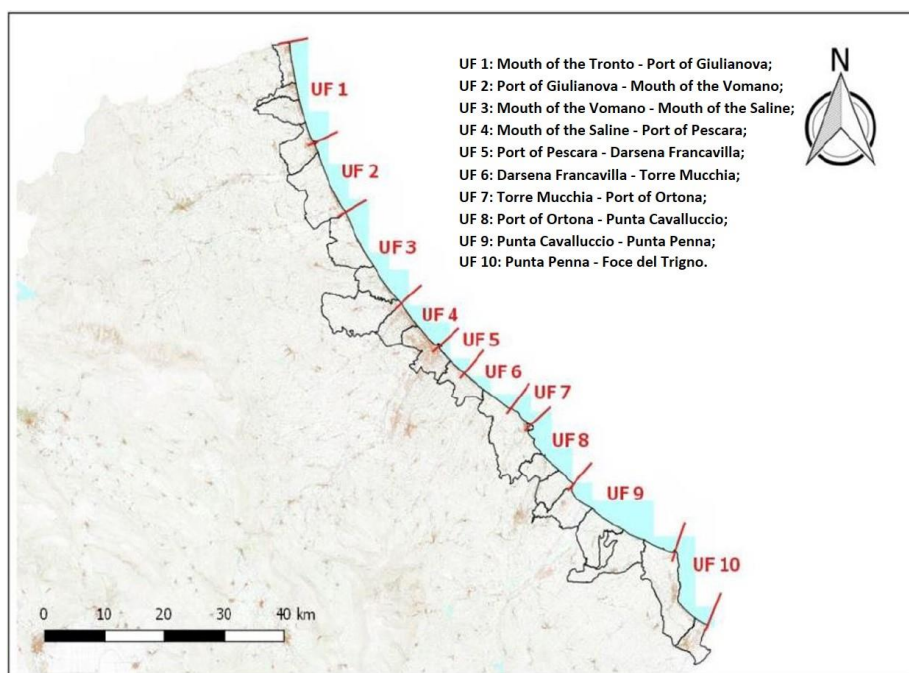 UF 1: Mouth of the Tronto - Port of Giulianova;
UF 2: Port of Giulianova - Mouth of the Vomano;
UF 3: Mouth of the Vomano - Mouth of the Saline;
UF 4: Mouth of the Saline - Port of Pescara;
UF 5: Port of Pescara - Darsena Francavilla;
UF 6: Darsena Francavilla - Torre Mucchia;
UF 7: Torre Mucchia - Port of Ortona;
UF 8: Port of Ortona - Punta Cavalluccio;
UF 9: Punta Cavalluccio - Punta Penna;
UF 10: Punta Penna - Foce del Trigno.
N
UF 1
UF 2
UF 3
UF 4
UF 5
UF 6
UF 7
UF 8
UF 9
UF 10
0 10 20 30 40 km